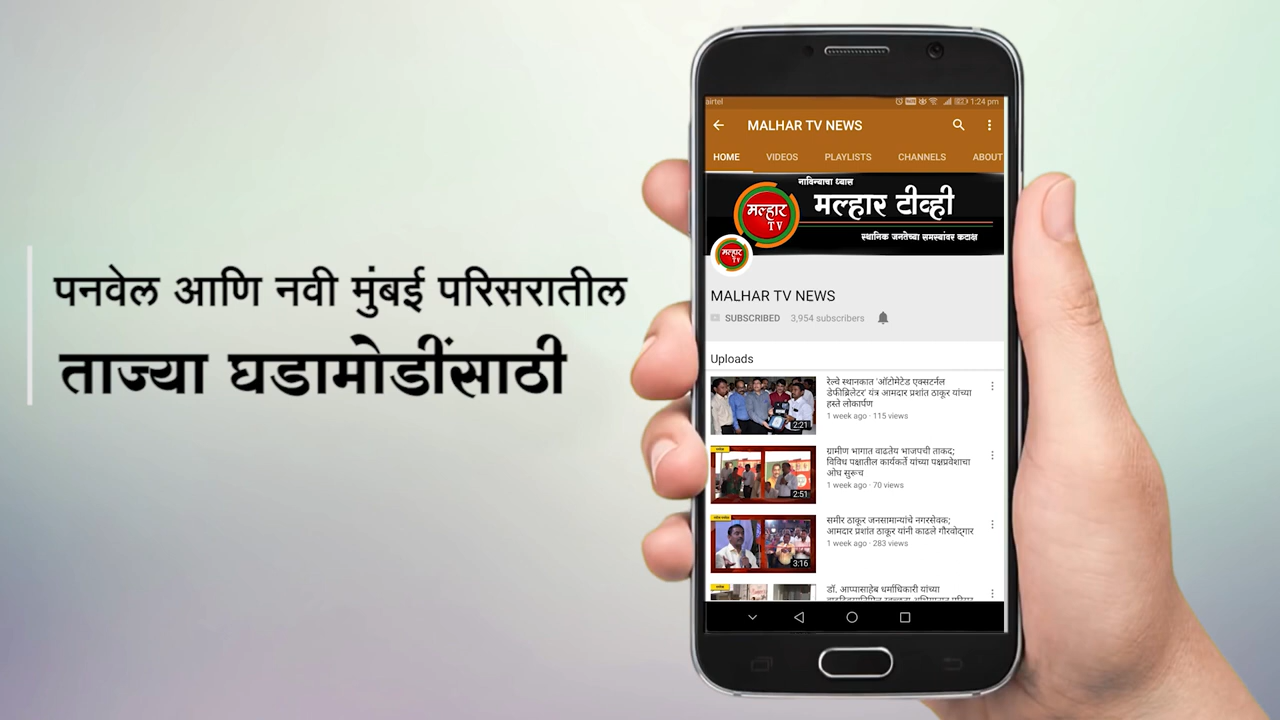 पनवेल आणि नवी मुंबई परिसरातील
ताज्या घडामोडींसाठी
airtel
1:24 pm
MALHAR TV NEWS
HOME VIDEOS PLAYLISTS CHANNELS ABOUT
नाविन्याचा ध्यास
मल्हार टीव्ही
मल्हार
TV
स्थानिक जनतेच्या समस्यांवर कटाक्ष
मल्हार
TV
MALHAR TV NEWS
SUBSCRIBED 3,954 subscribers
Uploads
रेल्वे स्थानकात 'ऑटोमेटेड एक्सटर्नल
डेफीब्रिलेटर' यंत्र आमदार प्रशांत ठाकूर यांच्या
हस्ते लोकार्पण
1 week ago · 115 views
2:21
ग्रामीण भागात वाढतेय भाजपची ताकद;
विविध पक्षातील कार्यकर्ते यांच्या पक्षप्रवेशाचा
ओघ सुरूच
1 week ago · 70 views
2:51
समीर ठाकूर जनसामान्यांचे नगरसेवक;
आमदार प्रशांत ठाकूर यांनी काढले गौरवोद्गार
1 week ago · 283 views
3:16
डॉ. आप्पासाहेब धर्माधिकारी यांच्या